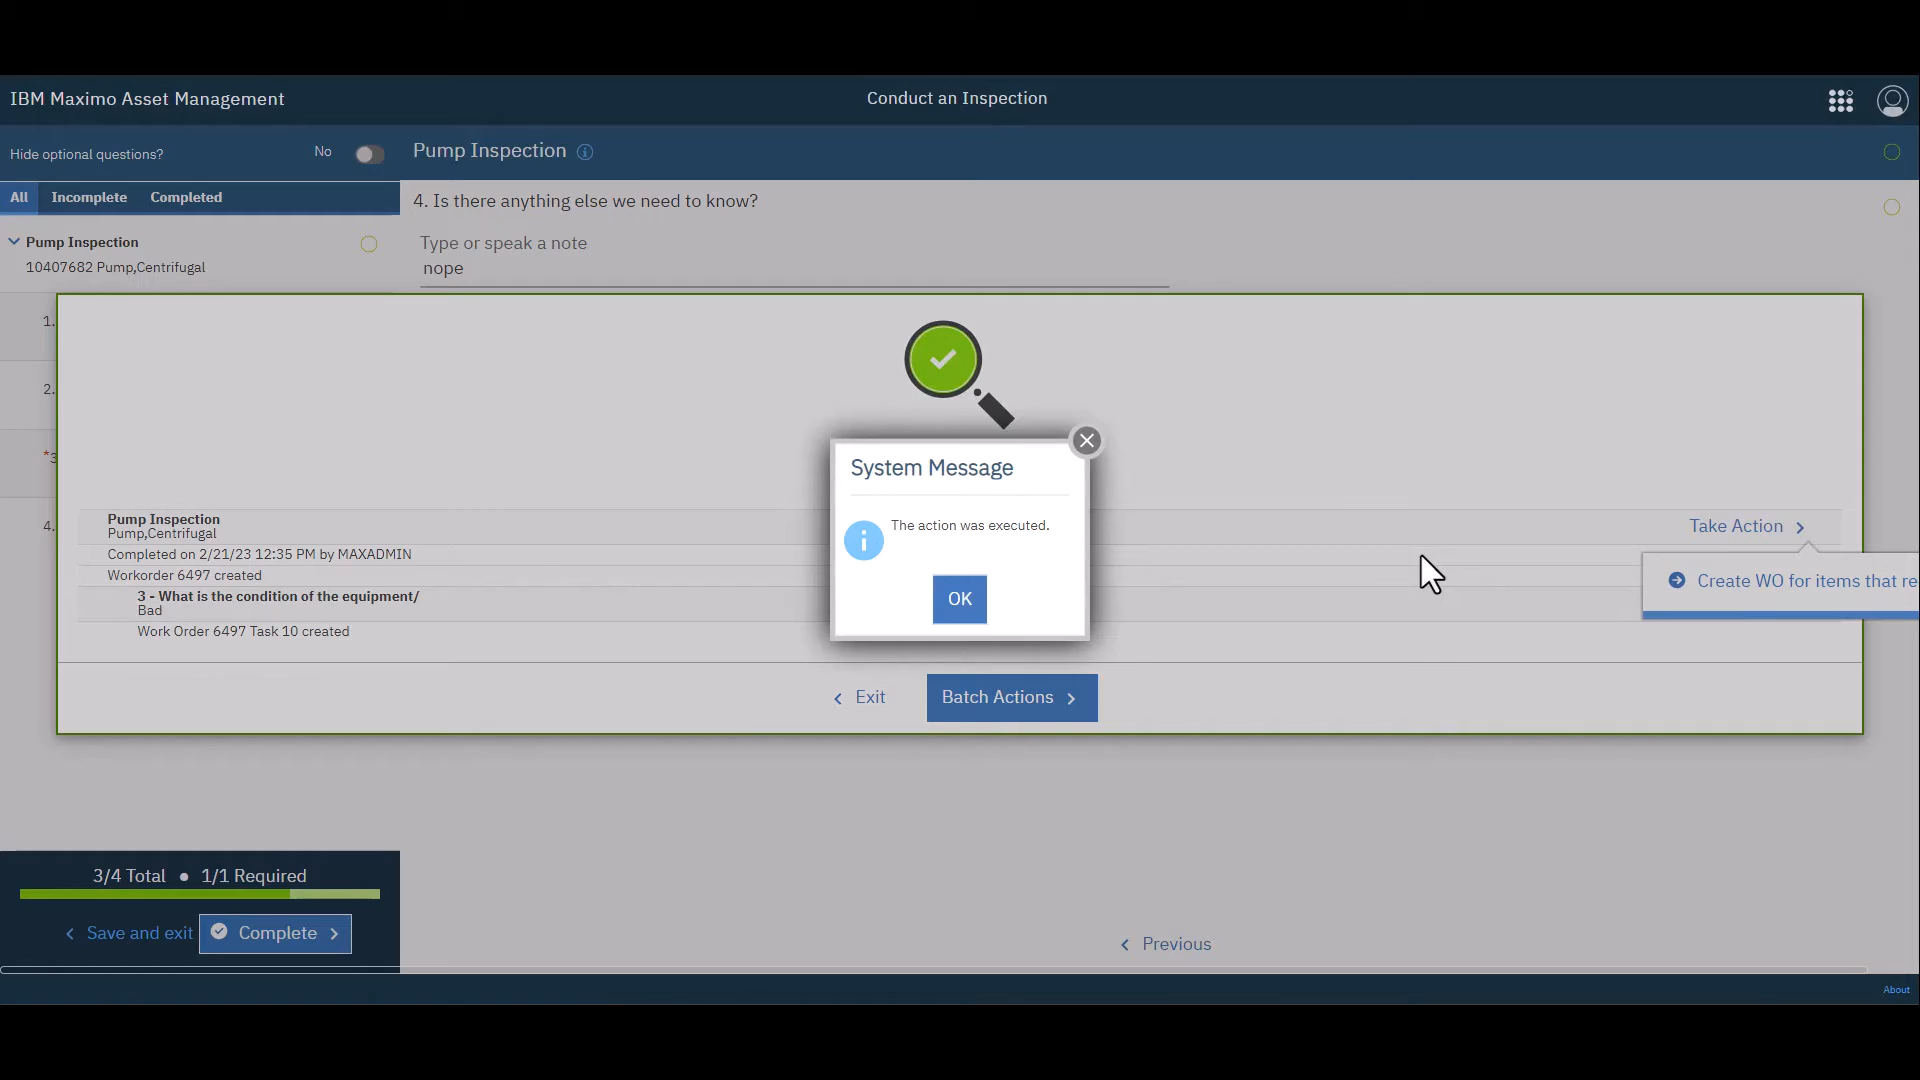 IBM Maximo Asset Management
Conduct an Inspection
Hide optional questions?
No
Pump Inspection
All
Incomplete
Completed
4. Is there anything else we need to know?
Pump Inspection
10407682 Pump,Centrifugal
Type or speak a note
nope
1.
2.
*3
4.
System Message
The action was executed.
OK
Pump Inspection
Pump,Centrifugal
Completed on 2/21/23 12:35 PM by MAXADMIN
Workorder 6497 created
3 - What is the condition of the equipment/
Bad
Work Order 6497 Task 10 created
Take Action
Create WO for items that re
Exit
Batch Actions
3/4 Total
1/1 Required
Save and exit
Complete
Previous
About